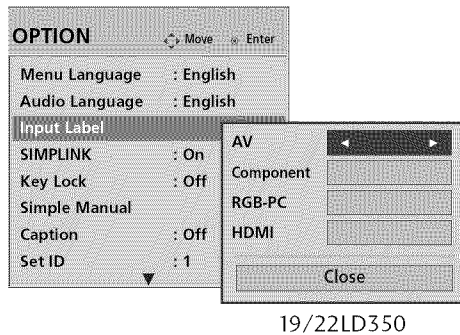 OPTION
Move Enter
Menu Language : English
Audio Language : English
Input Label
SIMPLINK : On
Key Lock : Off
Simple Manual
Caption : Off
Set ID : 1
AV
Component
RGB-PC
HDMI
Close
19/22LD350